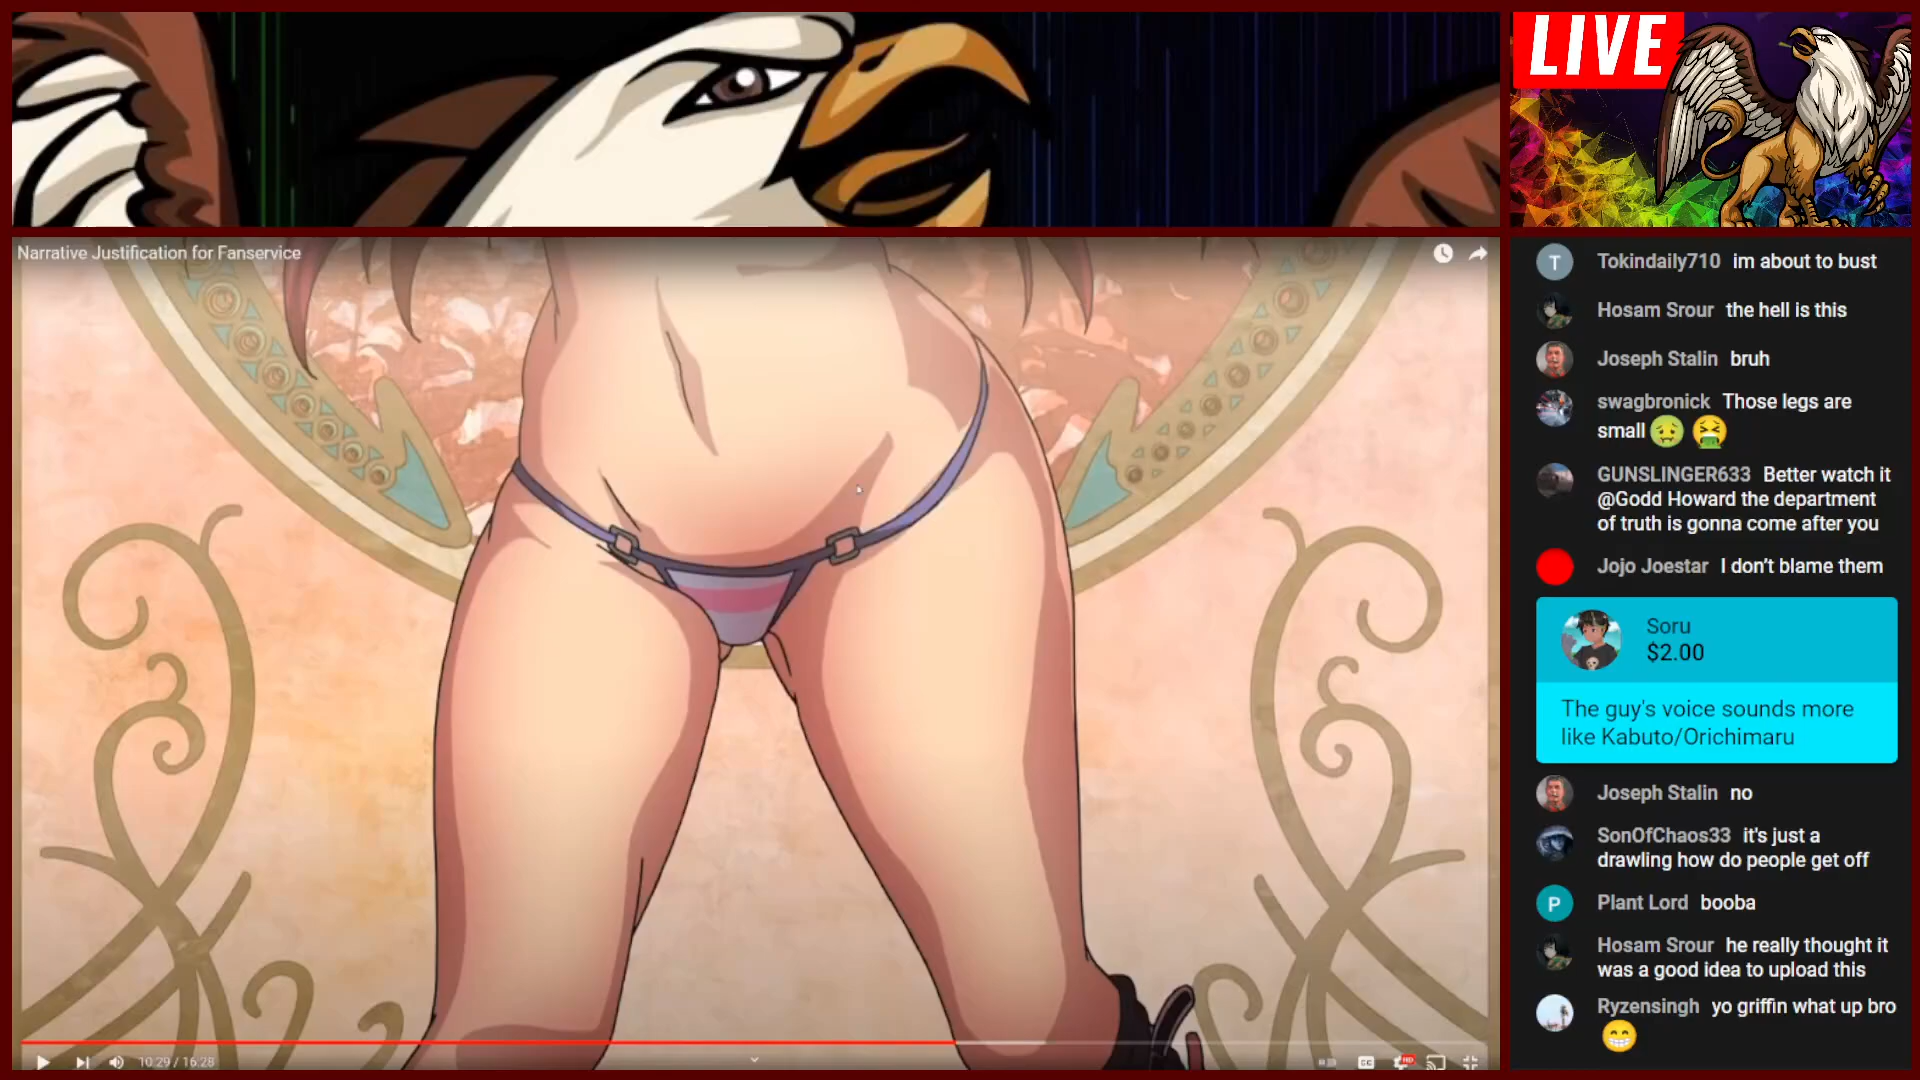 LIVE
Narrative Justification for Fanservice
T Tokindaily710 im about to bust
Hosam Srour the hell is this
Joseph Stalin bruh
swagbronick Those legs are
small
GUNSLINGER633 Better watch it
@Godd Howard the department
of truth is gonna come after you
Jojo Joestar I don't blame them
Soru
$2.00
The guy's voice sounds more
like Kabuto/Orichimaru
Joseph Stalin no
SonOfChaos33 it's just a
drawling how do people get off
P Plant Lord booba
Hosam Srour he really thought it
was a good idea to upload this
Ryzensingh yo griffin what up bro
10:29 / 16:28
CC HD